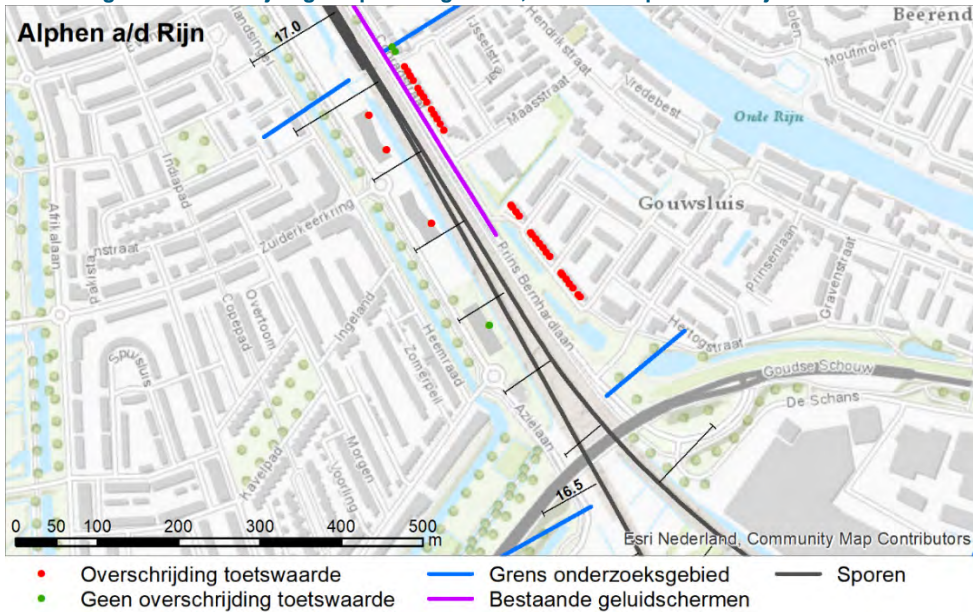 Alphen a/d Rijn
17.0
Beerend
Hendrikstraat
Moutmolen
Vredebest
Maasstraat
Oude Rijn
Indiapad
Gouwsluis
Afrikalaan
Zuiderkeerkring
nstraat
Pakista
Prinsenlaan
Gravenstraat
Copepad
Overtoom
Ingeland
Prins Bernhardlaan
Heemraad
Zomerpeil
Hertogstraat
Spuisluis
Goudse Schouw
De Schans
Azielaan
Kavelpad
Morgen
Voorling
16.5
0 50 100 200 300 400 500
m
Esri Nederland, Community Map Contributors
Overschrijding toetswaarde
Grens onderzoeksgebied
Sporen
Geen overschrijding toetswaarde
Bestaande geluidschermen